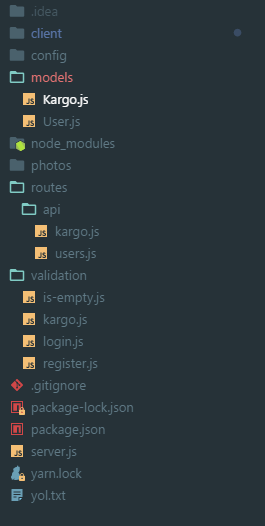 .idea
client
config
models
Kargo.js
User.js
node_modules
photos
routes
api
kargo.js
users.js
validation
is-empty.js
kargo.js
login.js
register.js
.gitignore
package-lock.json
package.json
server.js
yarn.lock
yol.txt